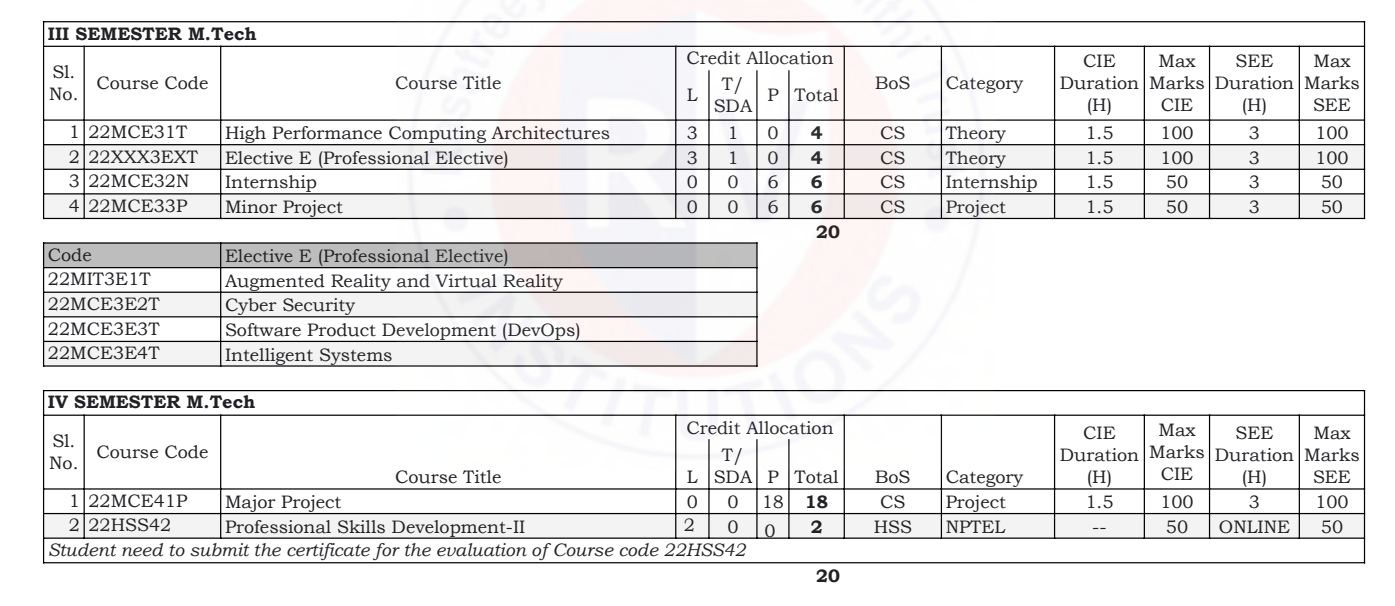 III SEMESTER M.Tech
Sl. No. Course Code Course Title Credit Allocation L T/ SDA P Total BoS Category CIE Duration (H) Max Marks CIE SEE Duration (H) Max Marks SEE
1 22MCE31T High Performance Computing Architectures 3 1 0 4 CS Theory 1.5 100 3 100
2 22XXX3EXT Elective E (Professional Elective) 3 1 0 4 CS Theory 1.5 100 3 100
3 22MCE32N Internship 0 0 6 6 CS Internship 1.5 50 3 50
4 22MCE33P Minor Project 0 0 6 6 CS Project 1.5 50 3 50
20
Code Elective E (Professional Elective)
22MIT3E1T Augmented Reality and Virtual Reality
22MCE3E2T Cyber Security
22MCE3E3T Software Product Development (DevOps)
22MCE3E4T Intelligent Systems
IV SEMESTER M.Tech
Sl. No. Course Code Course Title Credit Allocation L T/ SDA P Total BoS Category CIE Duration (H) Max Marks CIE SEE Duration (H) Max Marks SEE
1 22MCE41P Major Project 0 0 18 18 CS Project 1.5 100 3 100
2 22HSS42 Professional Skills Development-II 2 0 0 2 HSS NPTEL -- 50 ONLINE 50
Student need to submit the certificate for the evaluation of Course code 22HSS42
20
RV
INSTITUTIONS